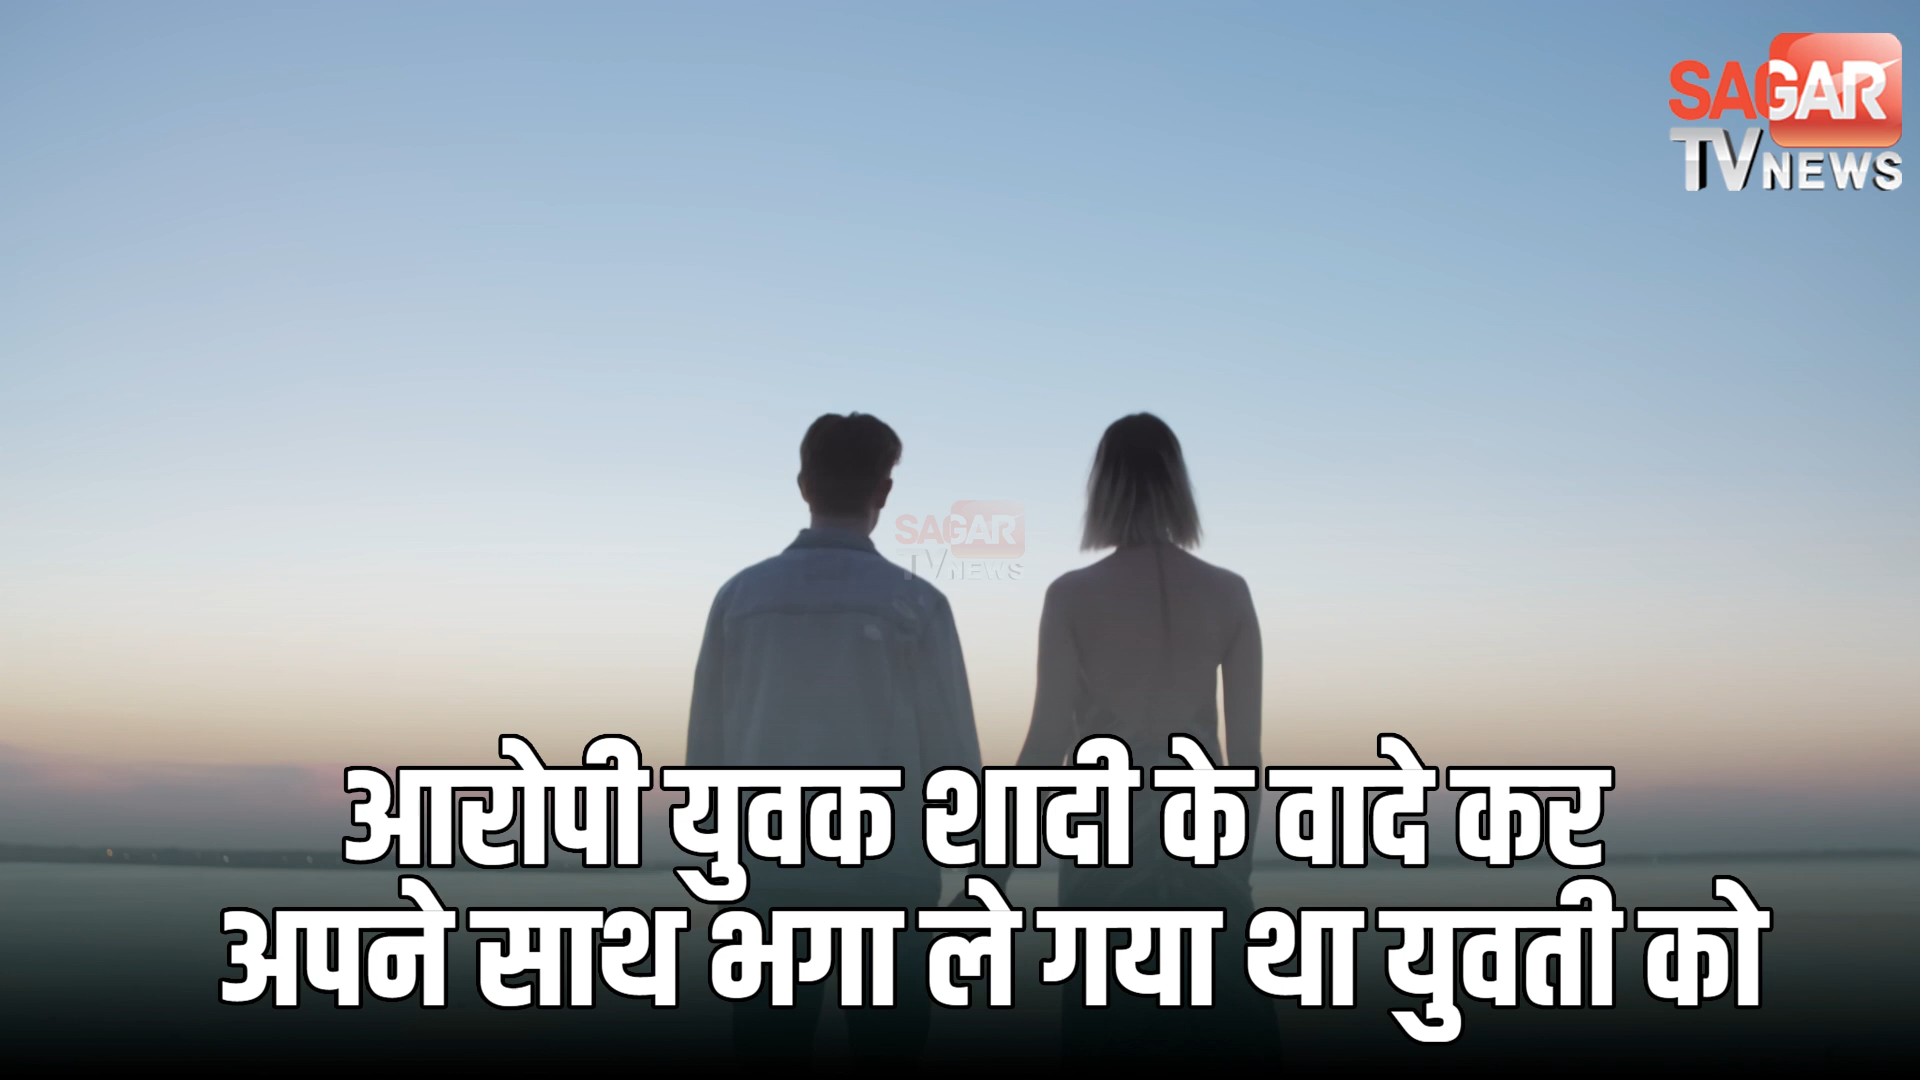 SAGAR
TV NEWS
SAGAR
TV NEWS
आरोपी युवक शादी के वादे कर
अपने साथ भगा ले गया था युवती को